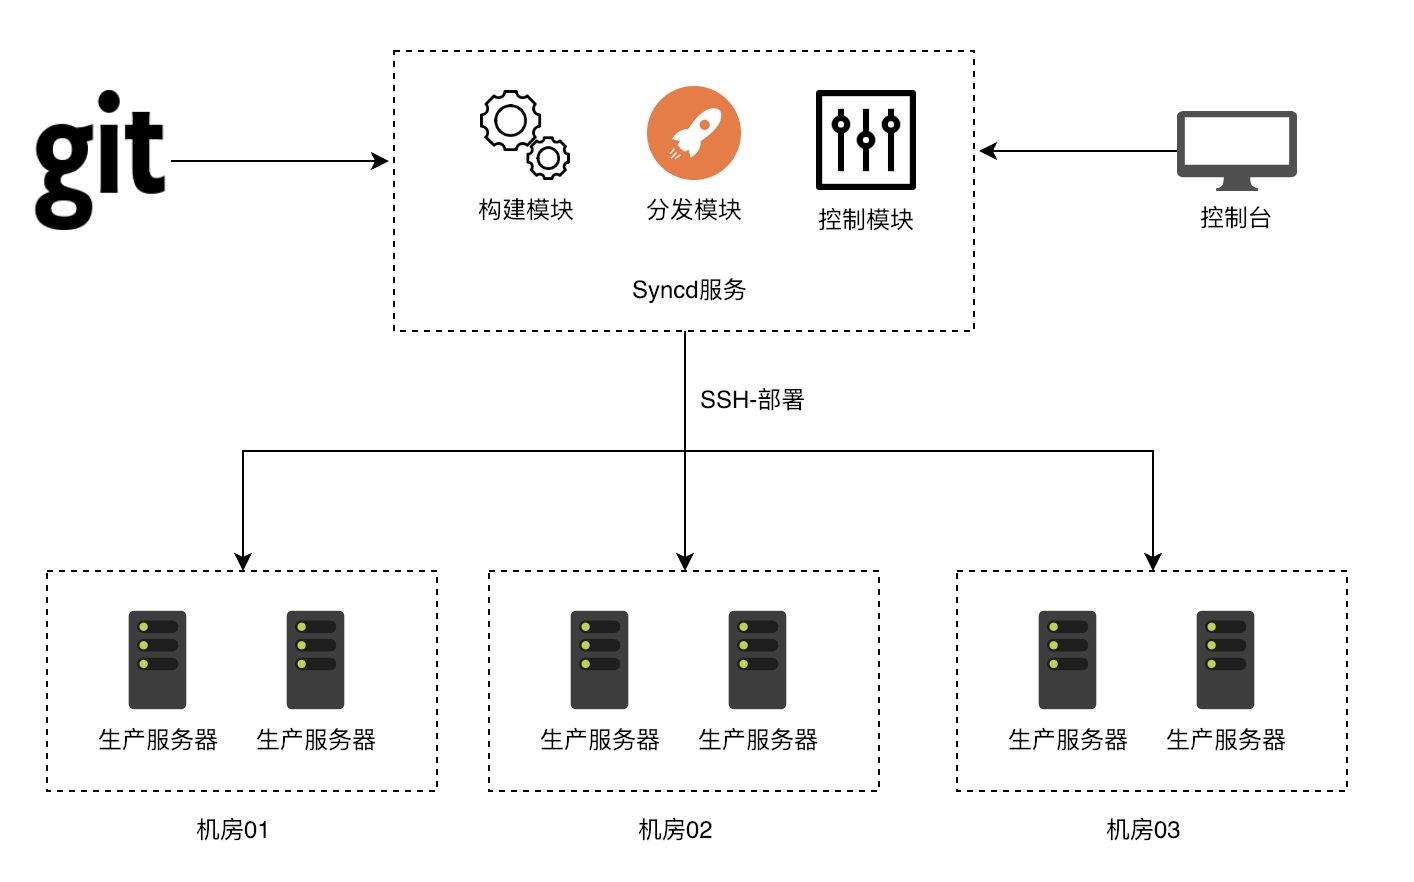 git
构建模块
分发模块
控制模块
控制台
Syncd服务
SSH-部署
生产服务器
生产服务器
生产服务器
生产服务器
生产服务器
生产服务器
机房01
机房02
机房03